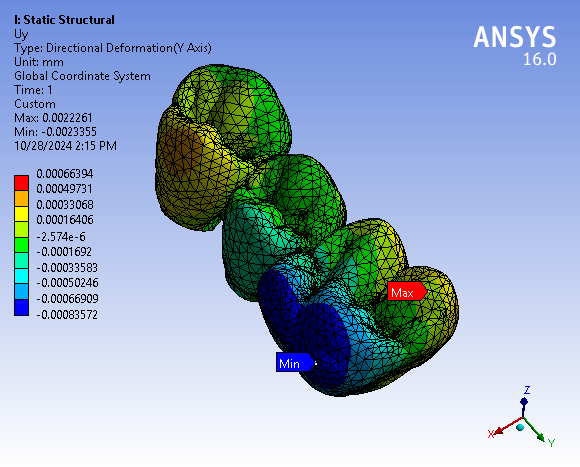 I: Static Structural
Uy
Type: Directional Deformation(Y Axis)
Unit: mm
Global Coordinate System
Time: 1
Custom
Max: 0.0022261
Min: -0.0023355
10/28/2024 2:15 PM
ANSYS
16.0
0.00066394
0.00049731
0.00033068
0.00016406
-2.574e-6
-0.0001692
-0.00033583
-0.00050246
-0.00066909
-0.00083572
Max
Min
Z
X
Y